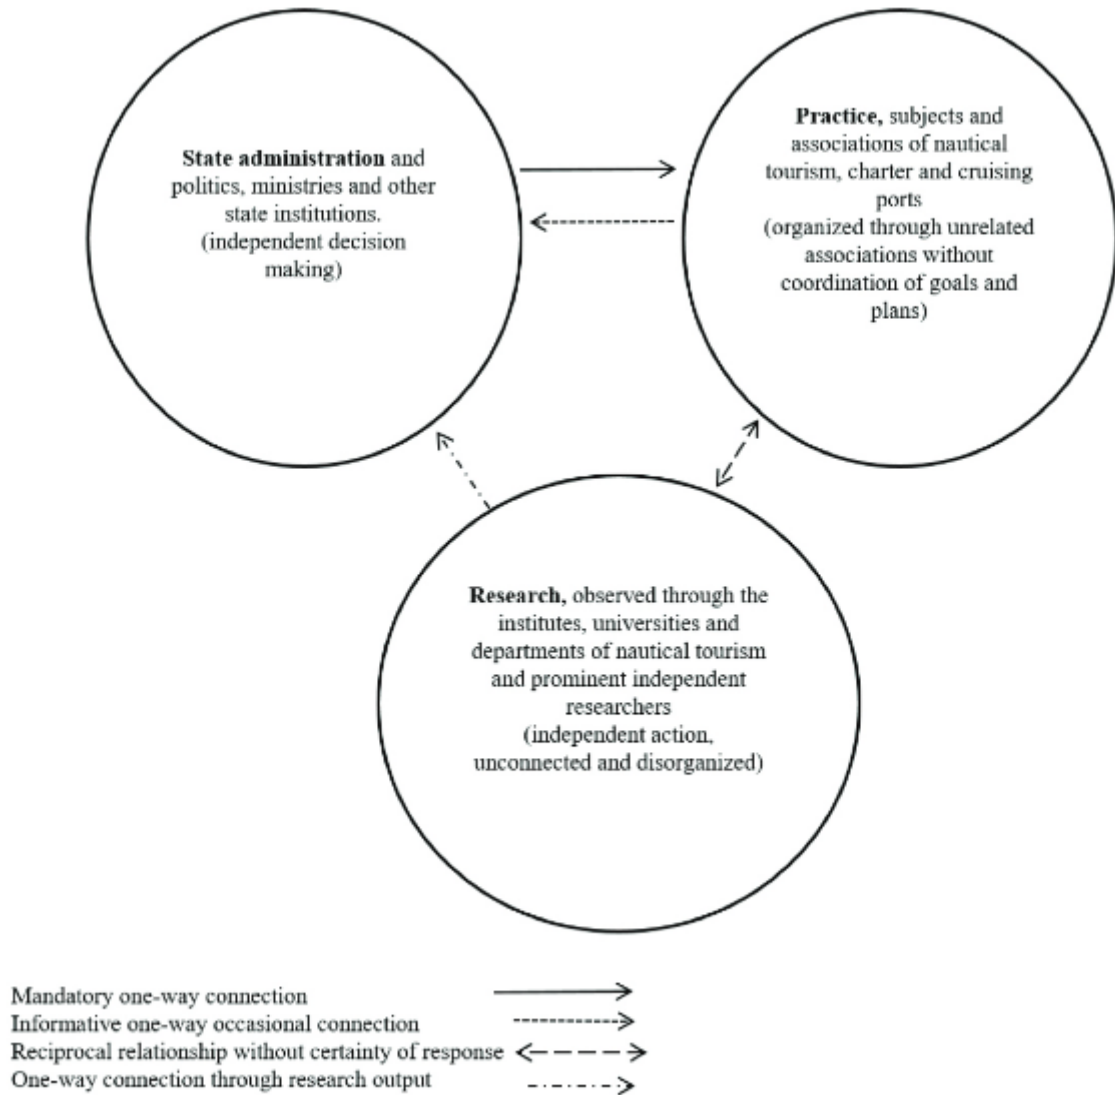 State administration and
politics, ministries and other
state institutions.
(independent decision
making)
Practice, subjects and
associations of nautical
tourism, charter and cruising
ports
(organized through unrelated
associations without
coordination of goals and
plans)
Research, observed through the
institutes, universities and
departments of nautical tourism
and prominent independent
researchers
(independent action,
unconnected and disorganized)
Mandatory one-way connection
Informative one-way occasional connection
Reciprocal relationship without certainty of response
One-way connection through research output